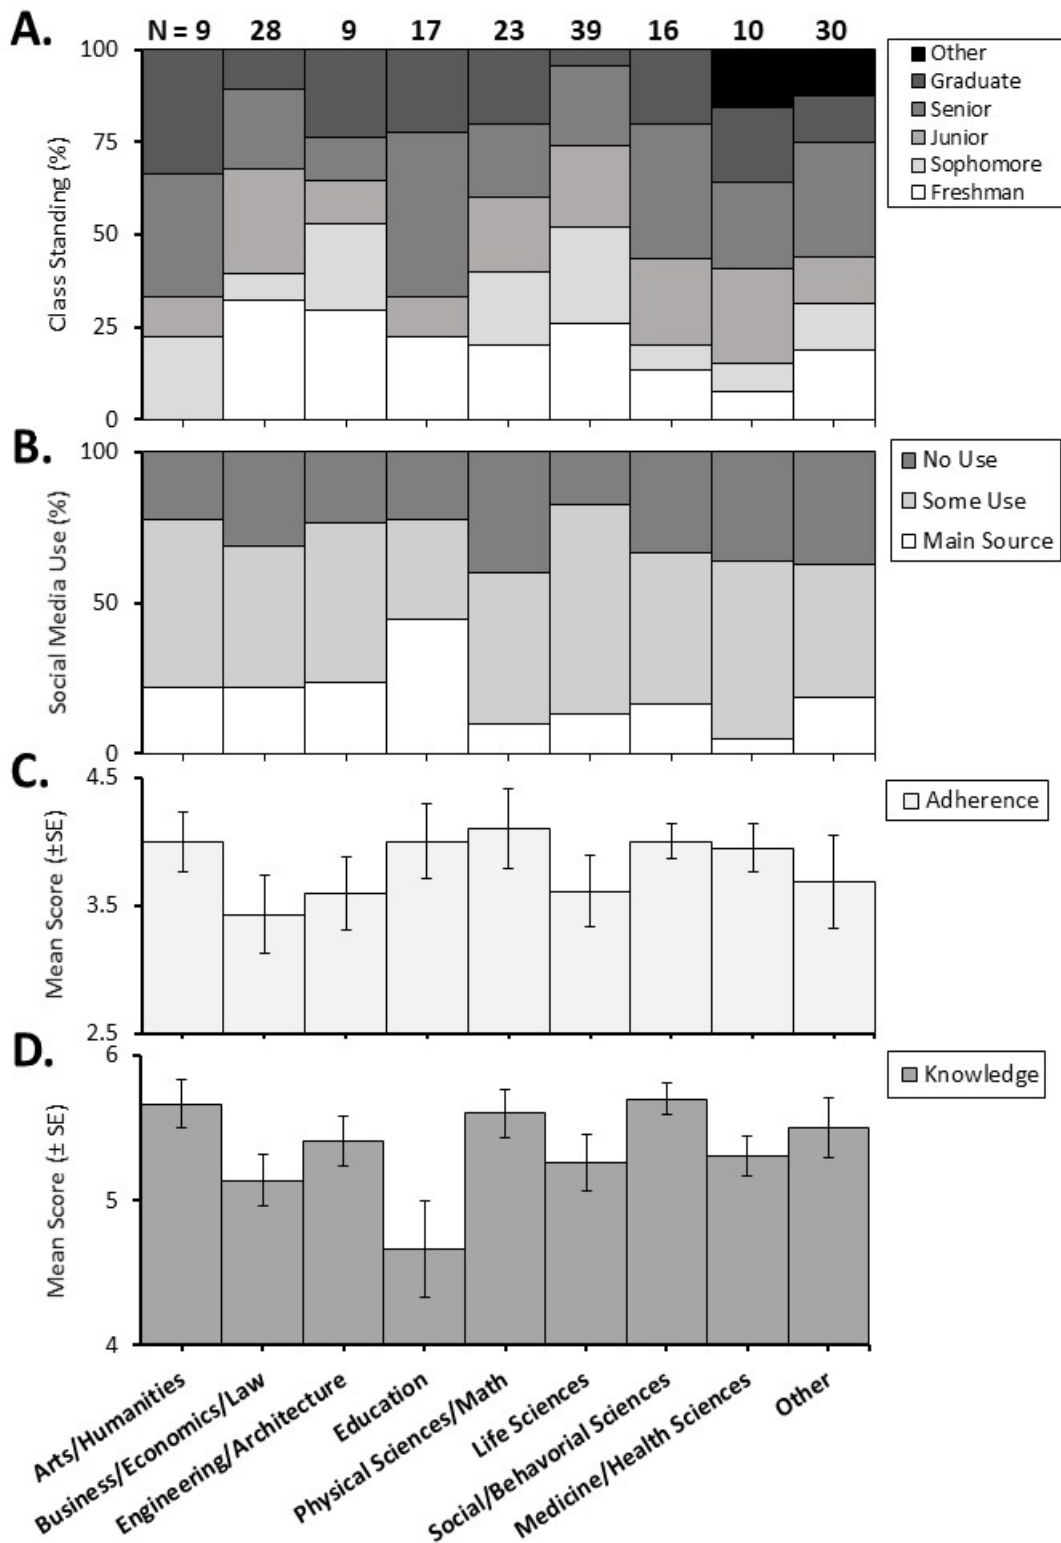 A.
N = 9 28 9 17 23 39 16 10 30
100
75
50
25
0
Class Standing (%)
Other
Graduate
Senior
Junior
Sophomore
Freshman
B.
100
50
0
Social Media Use (%)
No Use
Some Use
Main Source
C.
4.5
3.5
2.5
Mean Score (±SE)
Adherence
D.
6
5
4
Mean Score (± SE)
Knowledge
Arts/Humanities
Business/Economics/Law
Engineering/Architecture
Education
Physical Sciences/Math
Life Sciences
Social/Behavorial Sciences
Medicine/Health Sciences
Other